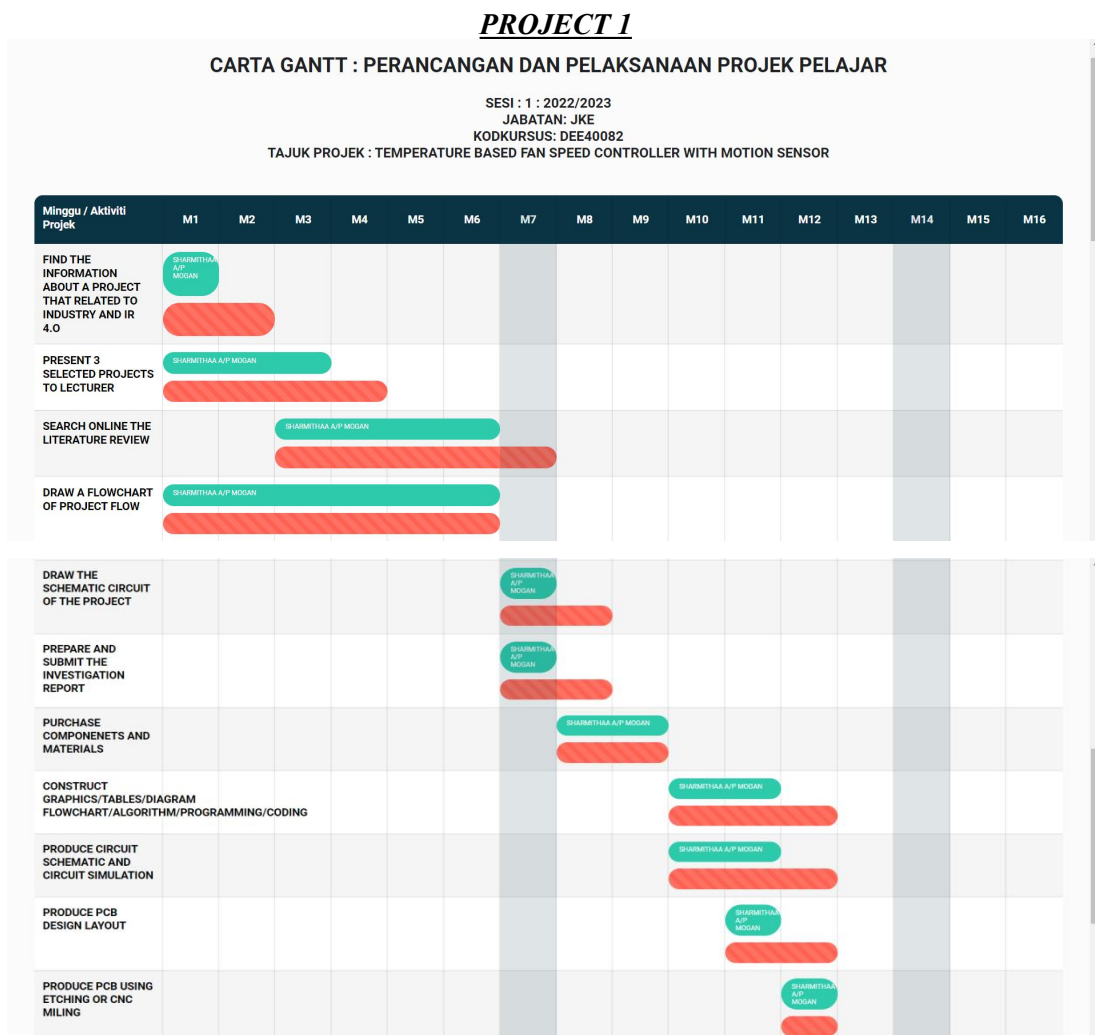 PROJECT 1
CARTA GANTT : PERANCANGAN DAN PELAKSANAAN PROJEK PELAJAR
SESI : 1 : 2022/2023
JABATAN: JKE
KODKURSUS: DEE40082
TAJUK PROJEK : TEMPERATURE BASED FAN SPEED CONTROLLER WITH MOTION SENSOR
Minggu / Aktiviti
Projek
M1 M2 M3 M4 M5 M6 M7 M8 M9 M10 M11 M12 M13 M14 M15 M16
FIND THE
INFORMATION
ABOUT A PROJECT
THAT RELATED TO
INDUSTRY AND IR
4.O
SHARMITHAA
A/P
MOGAN
PRESENT 3
SELECTED PROJECTS
TO LECTURER
SHARMITHAA A/P MOGAN
SEARCH ONLINE THE
LITERATURE REVIEW
SHARMITHAA A/P MOGAN
DRAW A FLOWCHART
OF PROJECT FLOW
SHARMITHAA A/P MOGAN
DRAW THE
SCHEMATIC CIRCUIT
OF THE PROJECT
SHARMITHAA
A/P
MOGAN
PREPARE AND
SUBMIT THE
INVESTIGATION
REPORT
SHARMITHAA
A/P
MOGAN
PURCHASE
COMPONENETS AND
MATERIALS
SHARMITHAA A/P MOGAN
CONSTRUCT
GRAPHICS/TABLES/DIAGRAM
FLOWCHART/ALGORITHM/PROGRAMMING/CODING
SHARMITHAA A/P MOGAN
PRODUCE CIRCUIT
SCHEMATIC AND
CIRCUIT SIMULATION
SHARMITHAA A/P MOGAN
PRODUCE PCB
DESIGN LAYOUT
SHARMITHAA
A/P
MOGAN
PRODUCE PCB USING
ETCHING OR CNC
MILING
SHARMITHAA
A/P
MOGAN